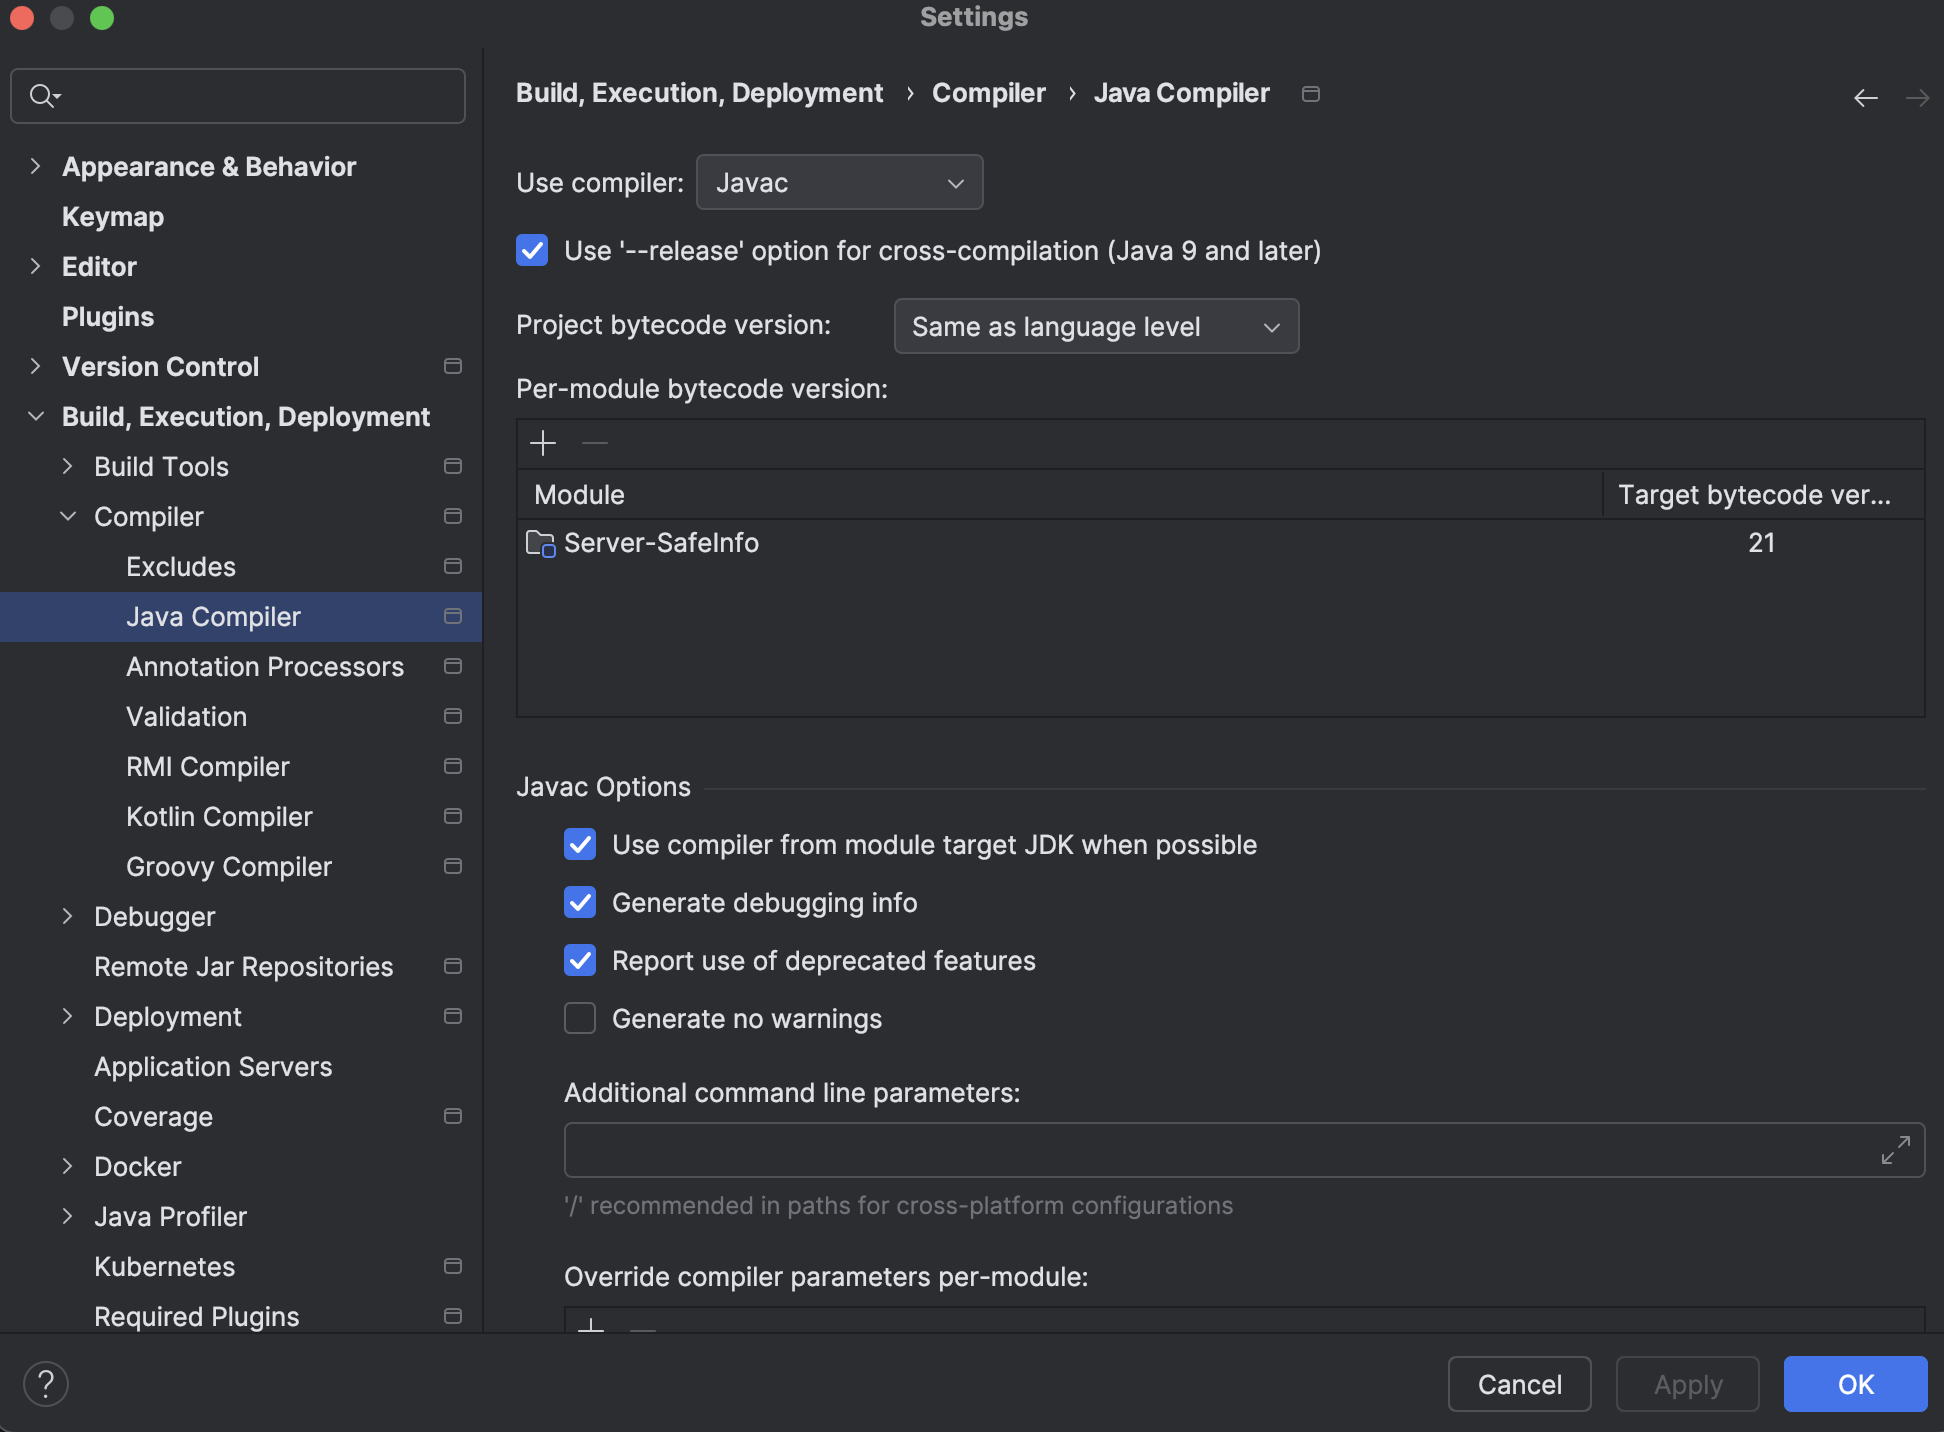 Settings
Build, Execution, Deployment › Compiler › Java Compiler
Appearance & Behavior
Keymap
Editor
Plugins
Version Control
Build, Execution, Deployment
Build Tools
Compiler
Excludes
Java Compiler
Annotation Processors
Validation
RMI Compiler
Kotlin Compiler
Groovy Compiler
Debugger
Remote Jar Repositories
Deployment
Application Servers
Coverage
Docker
Java Profiler
Kubernetes
Required Plugins
Use compiler: Javac
Use '--release' option for cross-compilation (Java 9 and later)
Project bytecode version: Same as language level
Per-module bytecode version:
Module Target bytecode ver...
Server-SafeInfo 21
Javac Options
Use compiler from module target JDK when possible
Generate debugging info
Report use of deprecated features
Generate no warnings
Additional command line parameters:
'/' recommended in paths for cross-platform configurations
Override compiler parameters per-module:
? Cancel Apply OK